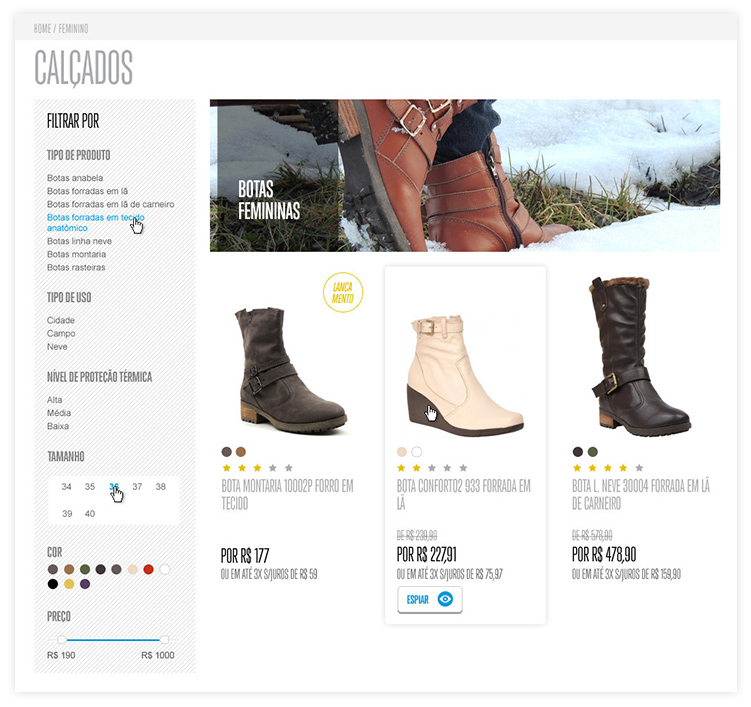 HOME / FEMININO
CALÇADOS
FILTRAR POR
TIPO DE PRODUTO
Botas anabela
Botas forradas em lã
Botas forradas em lã de carneiro
Botas forradas em tecido
anatômico
Botas linha neve
Botas montaria
Botas rasteiras
TIPO DE USO
Cidade
Campo
Neve
NÍVEL DE PROTEÇÃO TÉRMICA
Alta
Média
Baixa
TAMANHO
34 35 36 37 38
39 40
COR
PREÇO
R$ 190 R$ 1000
BOTAS
FEMININAS
LANÇA
MENTO
BOTA MONTARIA 10002P FORRO EM
TECIDO
POR R$ 177
OU EM ATÉ 3X S/JUROS DE R$ 59
BOTA CONFORTO2 933 FORRADA EM
LÃ
DE R$ 239,90
POR R$ 227,91
OU EM ATÉ 3X S/JUROS DE R$ 75,97
ESPIAR
BOTA L. NEVE 30004 FORRADA EM LÃ
DE CARNEIRO
DE R$ 579,90
POR R$ 478,90
OU EM ATÉ 3X S/JUROS DE R$ 159,90